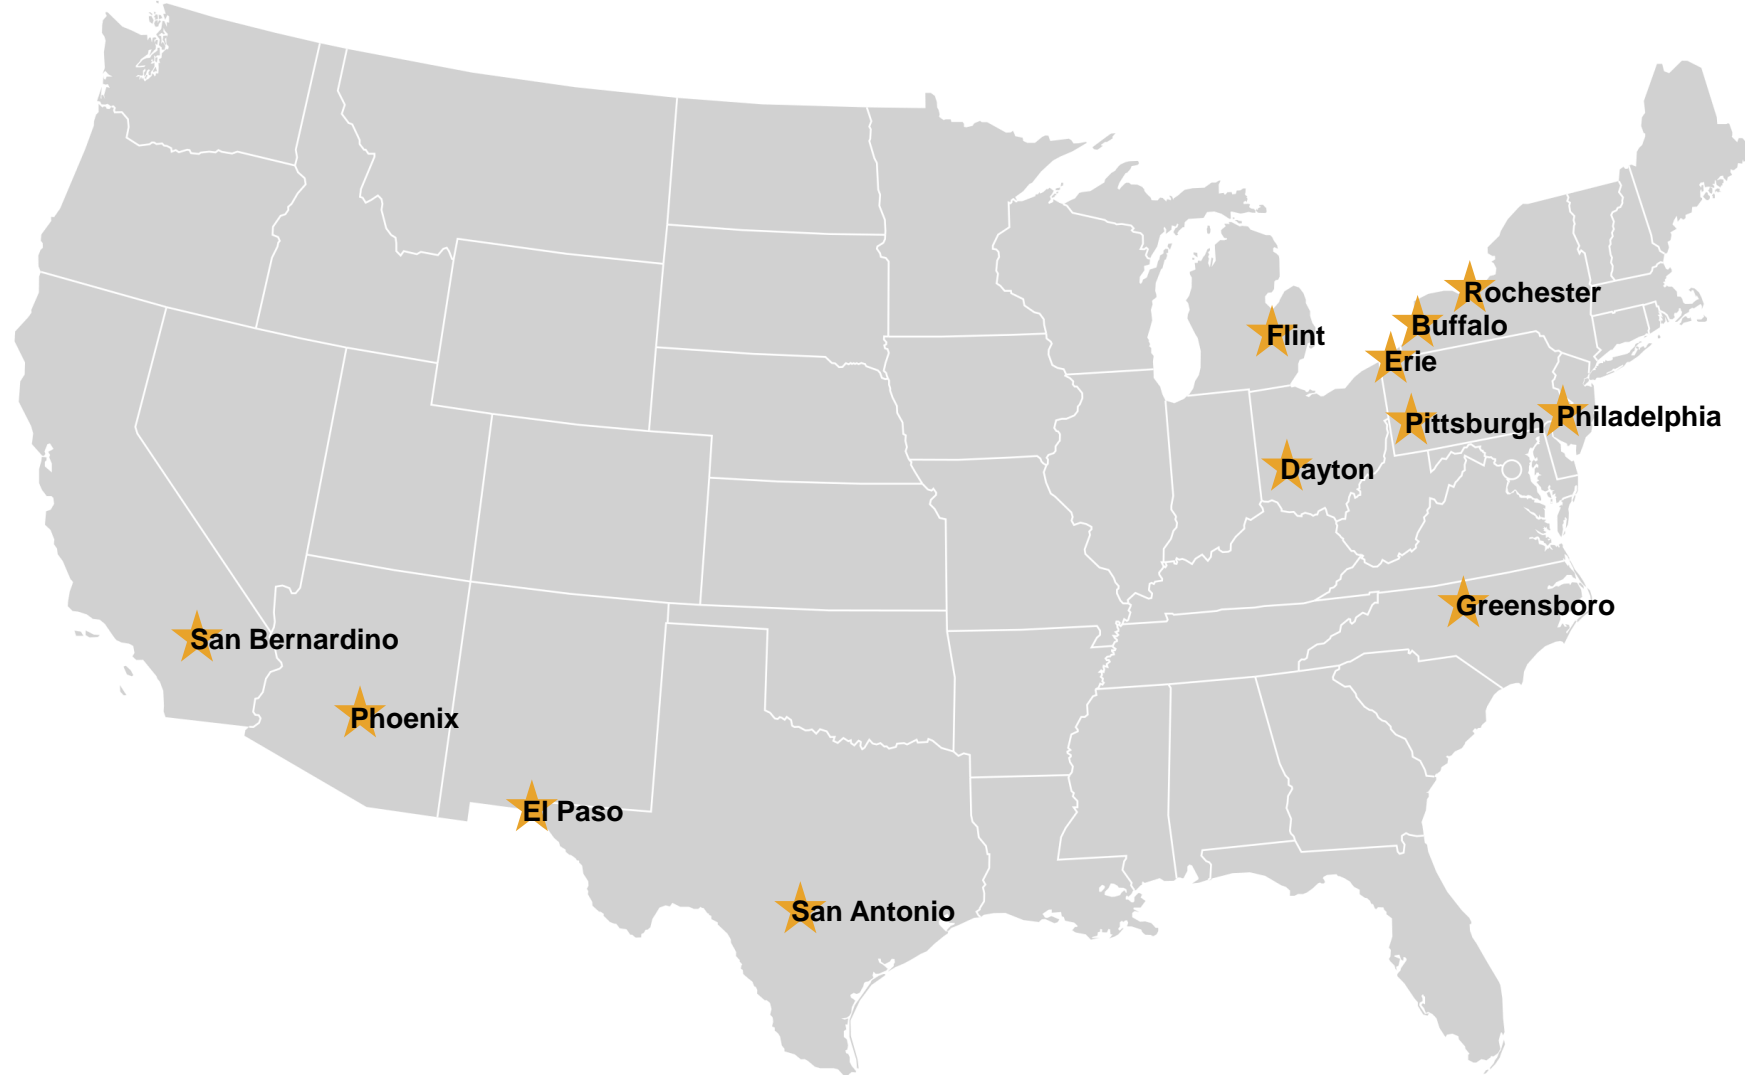 Rochester
Buffalo
Flint
Erie
Philadelphia
Pittsburgh
Dayton
Greensboro
San Bernardino
Phoenix
El Paso
San Antonio